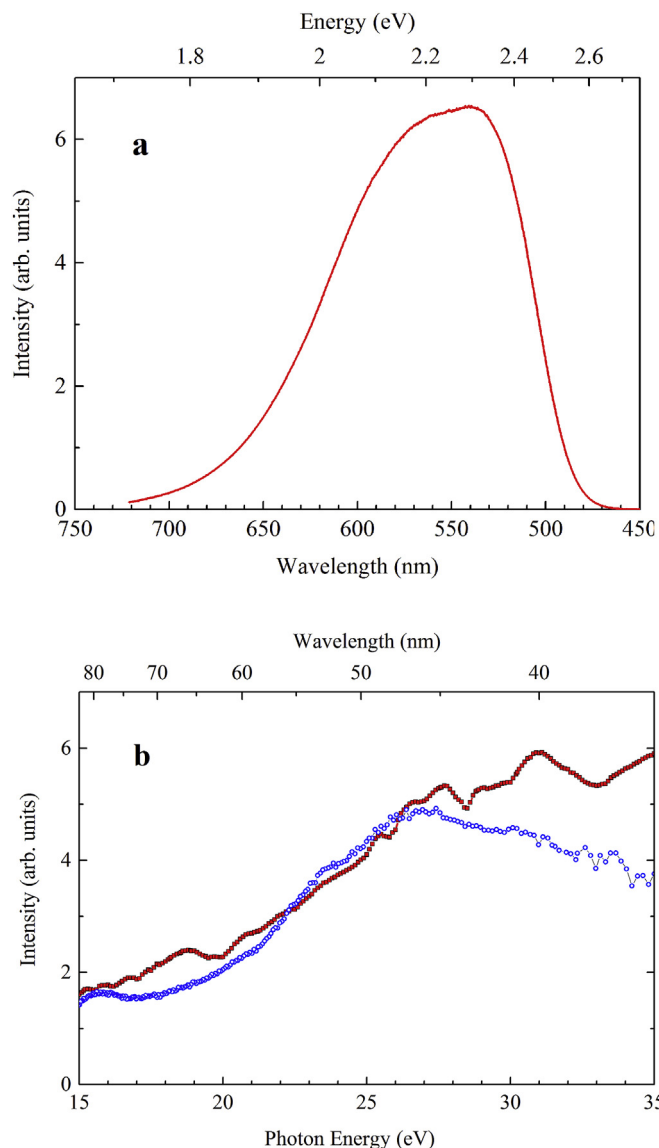 Energy (eV)
1.8 2 2.2 2.4 2.6
a
Intensity (arb. units)
6
4
2
0
750 700 650 600 550 500 450
Wavelength (nm)
Wavelength (nm)
80 70 60 50 40
b
Intensity (arb. units)
6
4
2
0
15 20 25 30 35
Photon Energy (eV)